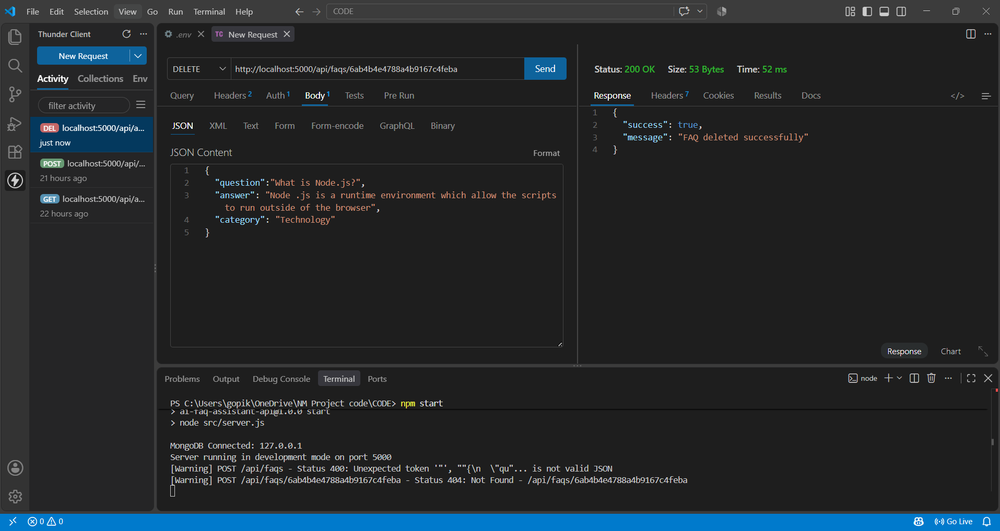 File Edit Selection View Go Run Terminal Help CODE
Thunder Client
New Request
Activity Collections Env
filter activity
DEL localhost:5000/api/a...
just now
POST localhost:5000/api/...
21 hours ago
GET localhost:5000/api/a...
22 hours ago
.env TC New Request
DELETE http://localhost:5000/api/faqs/6ab4b4e4788a4b9167c4feba Send
Query Headers 2 Auth 1 Body 1 Tests Pre Run
JSON XML Text Form Form-encode GraphQL Binary
JSON Content Format
1 {
2 "question":"What is Node.js?",
3 "answer": "Node .js is a runtime environment which allow the scripts
to run outside of the browser",
4 "category": "Technology"
5 }
Status: 200 OK Size: 53 Bytes Time: 52 ms
Response Headers 7 Cookies Results Docs </>
1 {
2 "success": true,
3 "message": "FAQ deleted successfully"
4 }
Response Chart
Problems Output Debug Console Terminal Ports node
PS C:\Users\gopik\OneDrive\NM Project code\CODE> npm start
> ai-faq-assistant-api@1.0.0 start
> node src/server.js
MongoDB Connected: 127.0.0.1
Server running in development mode on port 5000
[Warning] POST /api/faqs - Status 400: Unexpected token '"', ""{\n  \"qu"... is not valid JSON
[Warning] POST /api/faqs/6ab4b4e4788a4b9167c4feba - Status 404: Not Found - /api/faqs/6ab4b4e4788a4b9167c4feba
0 0 Go Live